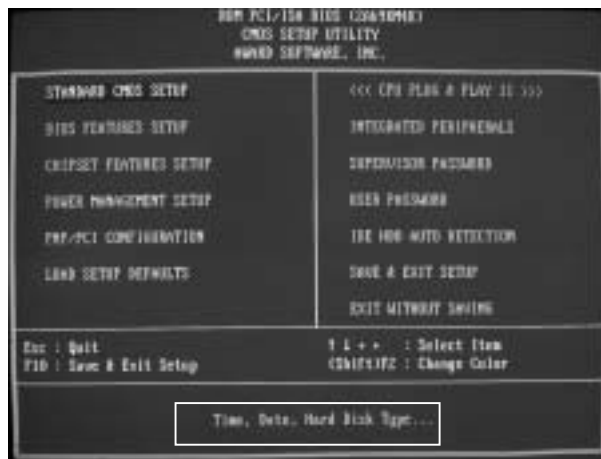 ROM PCI/ISA BIOS
CMOS SETUP UTILITY
AWARD SOFTWARE, INC.
STANDARD CMOS SETUP
BIOS FEATURES SETUP
CHIPSET FEATURES SETUP
POWER MANAGEMENT SETUP
PNP/PCI CONFIGURATION
LOAD SETUP DEFAULTS
<<< CPU PLUG & PLAY II >>>
INTEGRATED PERIPHERALS
SUPERVISOR PASSWORD
USER PASSWORD
IDE HDD AUTO DETECTION
SAVE & EXIT SETUP
EXIT WITHOUT SAVING
Esc : Quit
F10 : Save & Exit Setup
↑ ↓ → ← : Select Item
(Shift)F2 : Change Color
Time, Date, Hard Disk Type...